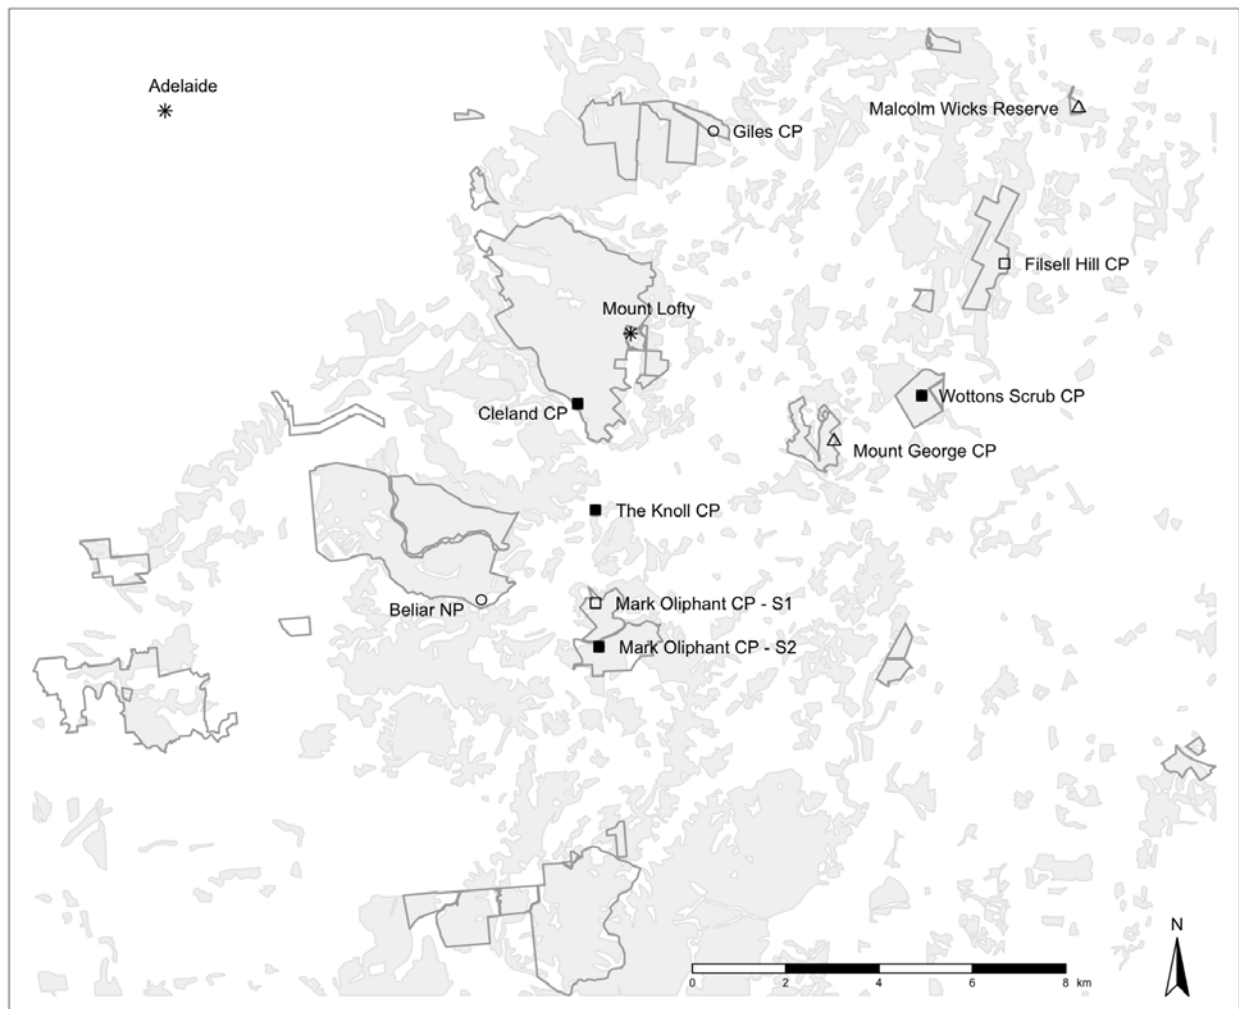 Adelaide
Malcolm Wicks Reserve
Giles CP
Filsell Hill CP
Mount Lofty
Wottons Scrub CP
Cleland CP
Mount George CP
The Knoll CP
Mark Oliphant CP - S1
Beliar NP
Mark Oliphant CP - S2
N
0 2 4 6 8 km